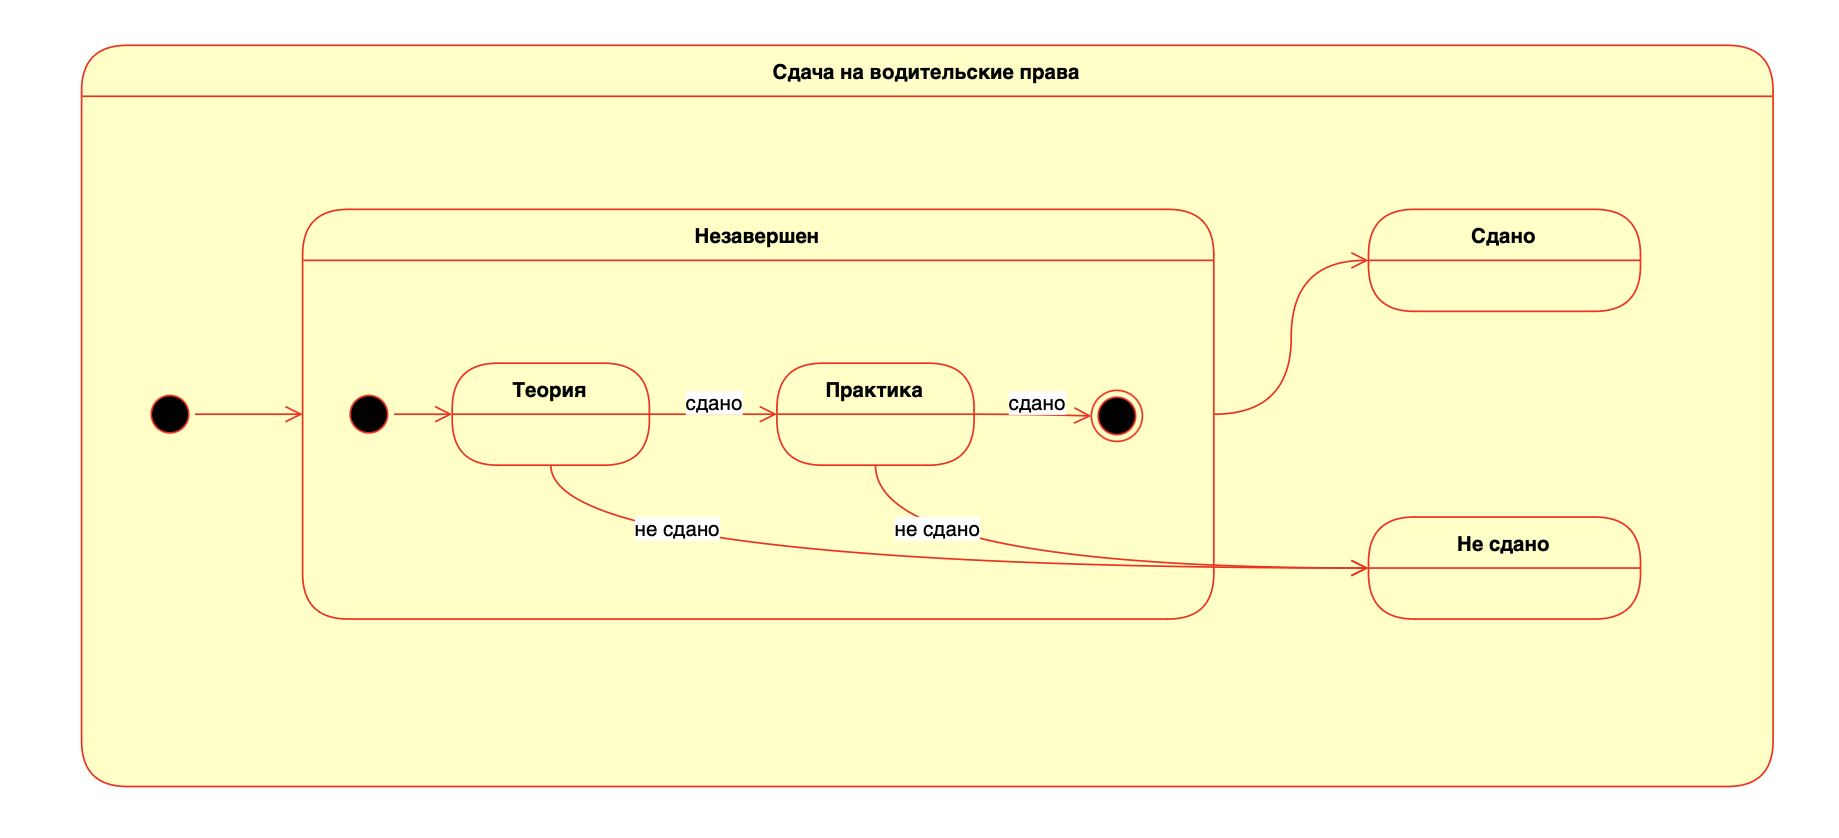 Сдача на водительские права
Незавершен
Сдано
Теория
сдано
Практика
сдано
не сдано
не сдано
Не сдано